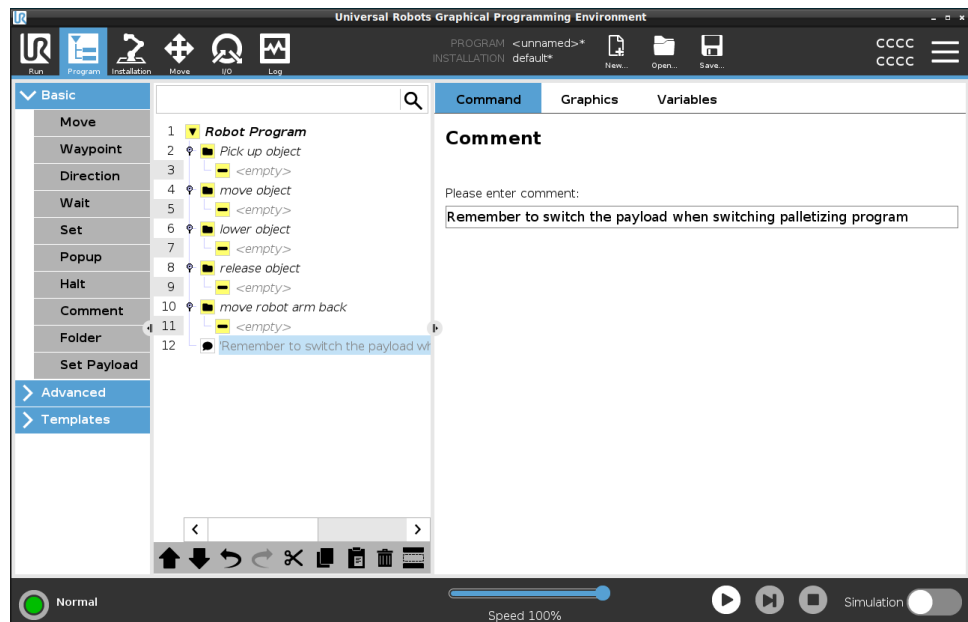 Universal Robots Graphical Programming Environment
UR
Run
Program
Installation
Move
I/O
Log
PROGRAM <unnamed>*
INSTALLATION default*
New...
Open...
Save...
CCCC
CCCC
Basic
Move
Waypoint
Direction
Wait
Set
Popup
Halt
Comment
Folder
Set Payload
Advanced
Templates
1 Robot Program
2 Pick up object
3 <empty>
4 move object
5 <empty>
6 lower object
7 <empty>
8 release object
9 <empty>
10 move robot arm back
11 <empty>
12 'Remember to switch the payload wh
Command Graphics Variables
Comment
Please enter comment:
Remember to switch the payload when switching palletizing program
Normal
Speed 100%
Simulation